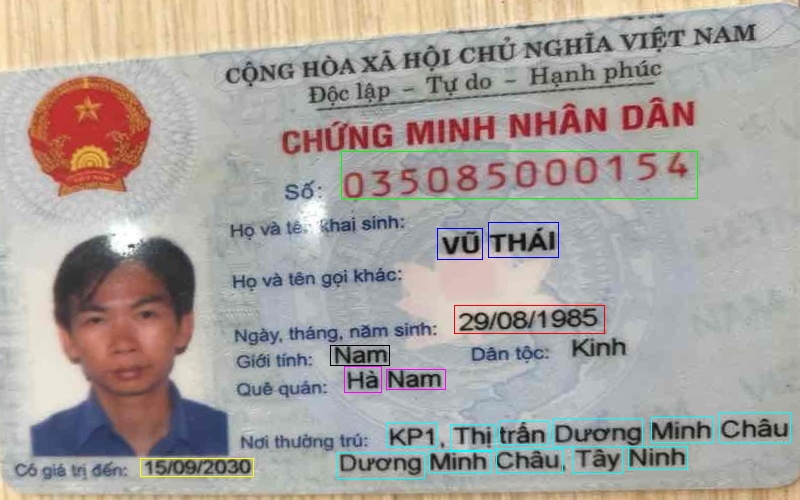 CỘNG HÒA XÃ HỘI CHỦ NGHĨA VIỆT NAM
Độc lập - Tự do - Hạnh phúc
CHỨNG MINH NHÂN DÂN
Số: 035085000154
Họ và tên khai sinh:
VŨ THÁI
Họ và tên gọi khác:
Ngày, tháng, năm sinh: 29/08/1985
Giới tính: Nam Dân tộc: Kinh
Quê quán: Hà Nam
Nơi thường trú: KP1, Thị trấn Dương Minh Châu
Dương Minh Châu, Tây Ninh
Có giá trị đến: 15/09/2030